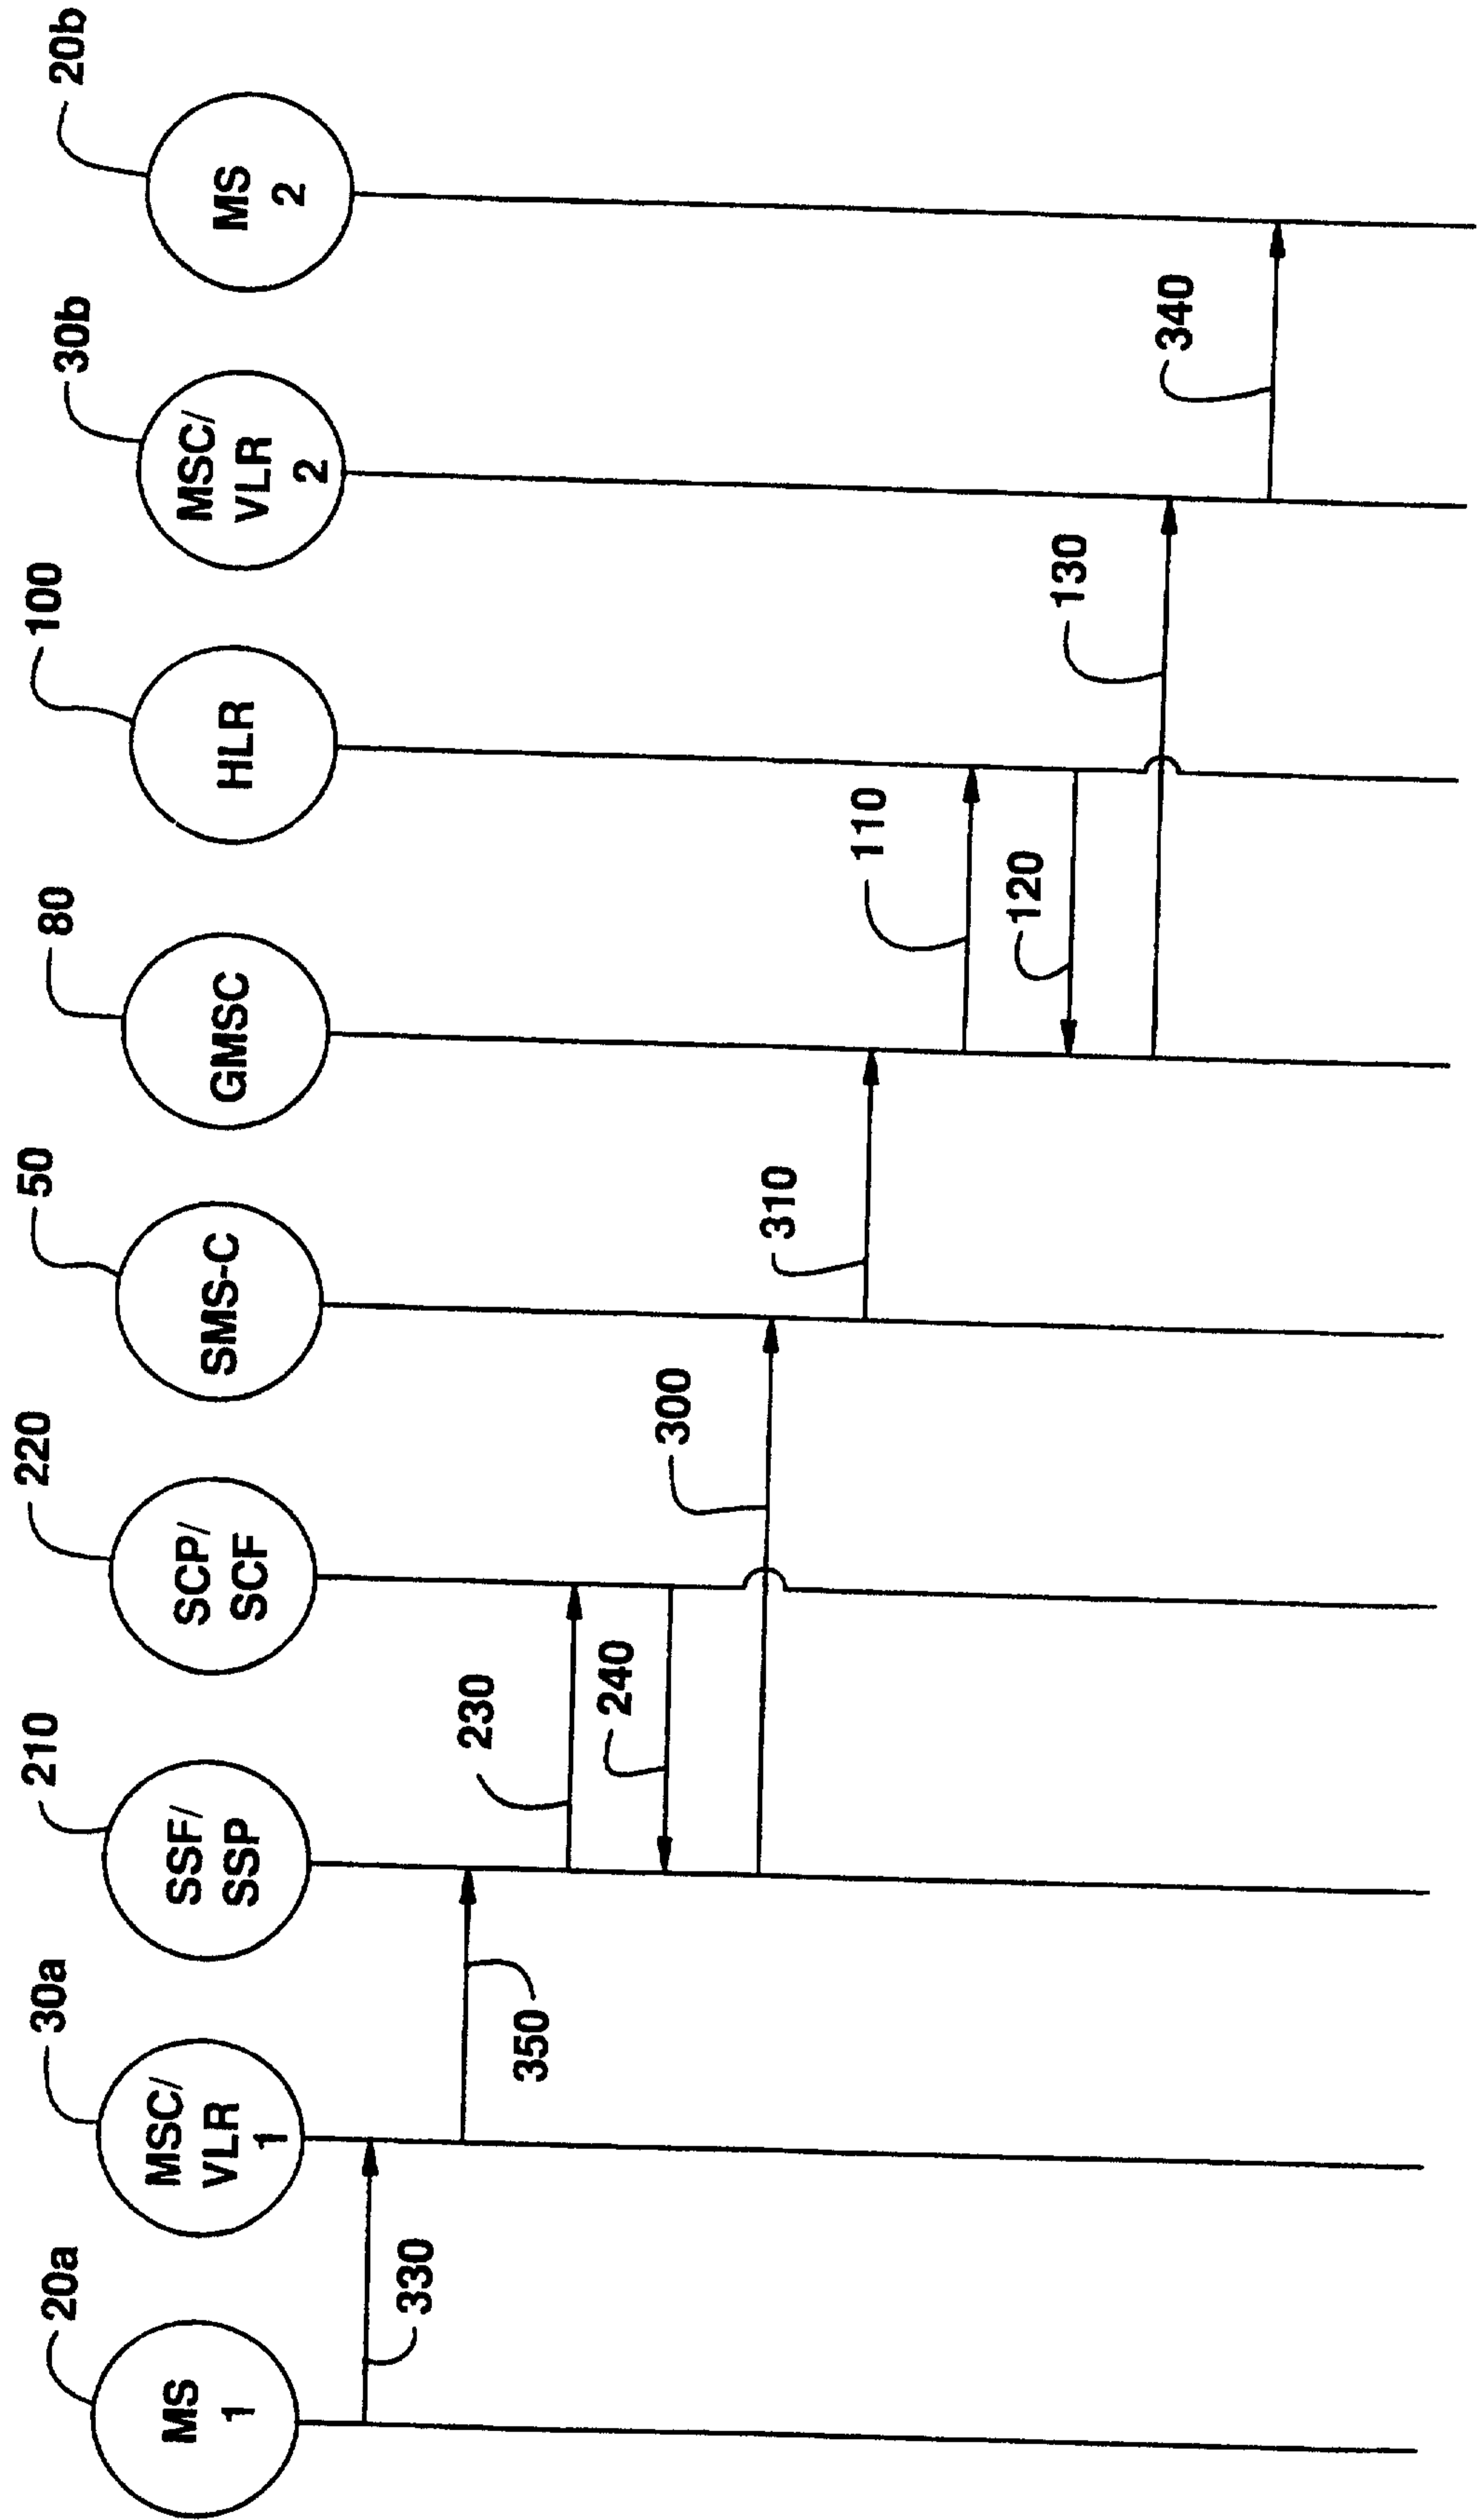 20a
30a
210
220
50
80
100
30b
20b
MS
1
MSC/
VLR
1
SSF/
SSP
SCP/
SCF
SMS-C
GMSC
HLR
MSC/
VLR
2
MS
2
330
350
230
240
300
310
110
120
130
340